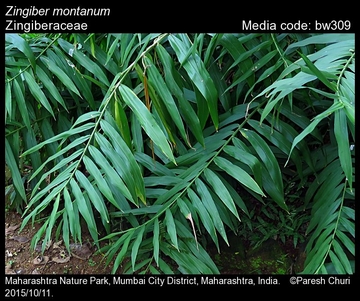 Zingiber montanum
Zingiberaceae
Media code: bw309
Maharashtra Nature Park, Mumbai City District, Maharashtra, India. ©Paresh Churi
2015/10/11.